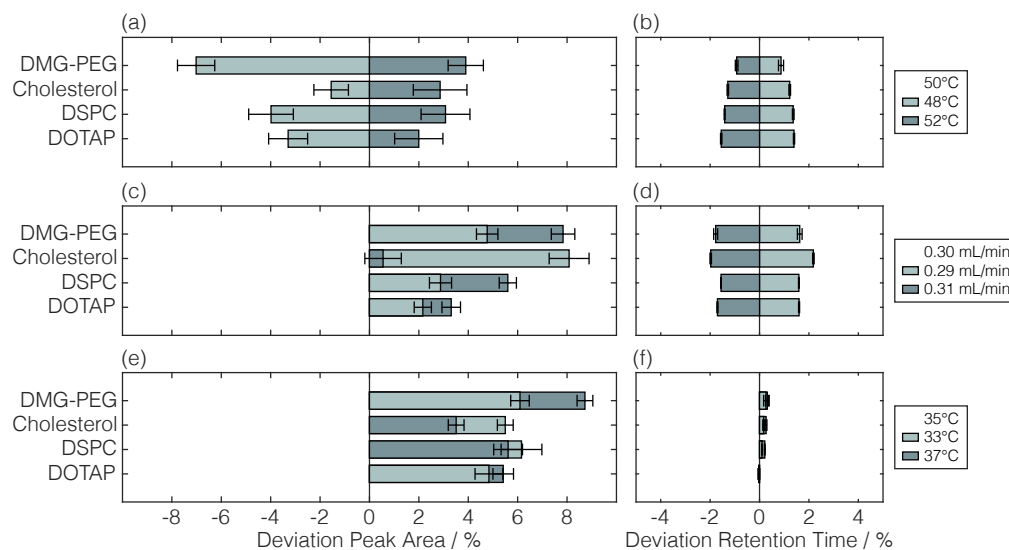 (a)
(b)
DMG-PEG
Cholesterol
DSPC
DOTAP
50°C
48°C
52°C
(c)
(d)
DMG-PEG
Cholesterol
DSPC
DOTAP
0.30 mL/min
0.29 mL/min
0.31 mL/min
(e)
(f)
DMG-PEG
Cholesterol
DSPC
DOTAP
35°C
33°C
37°C
-8 -6 -4 -2 0 2 4 6 8
-4 -2 0 2 4
Deviation Peak Area / %
Deviation Retention Time / %